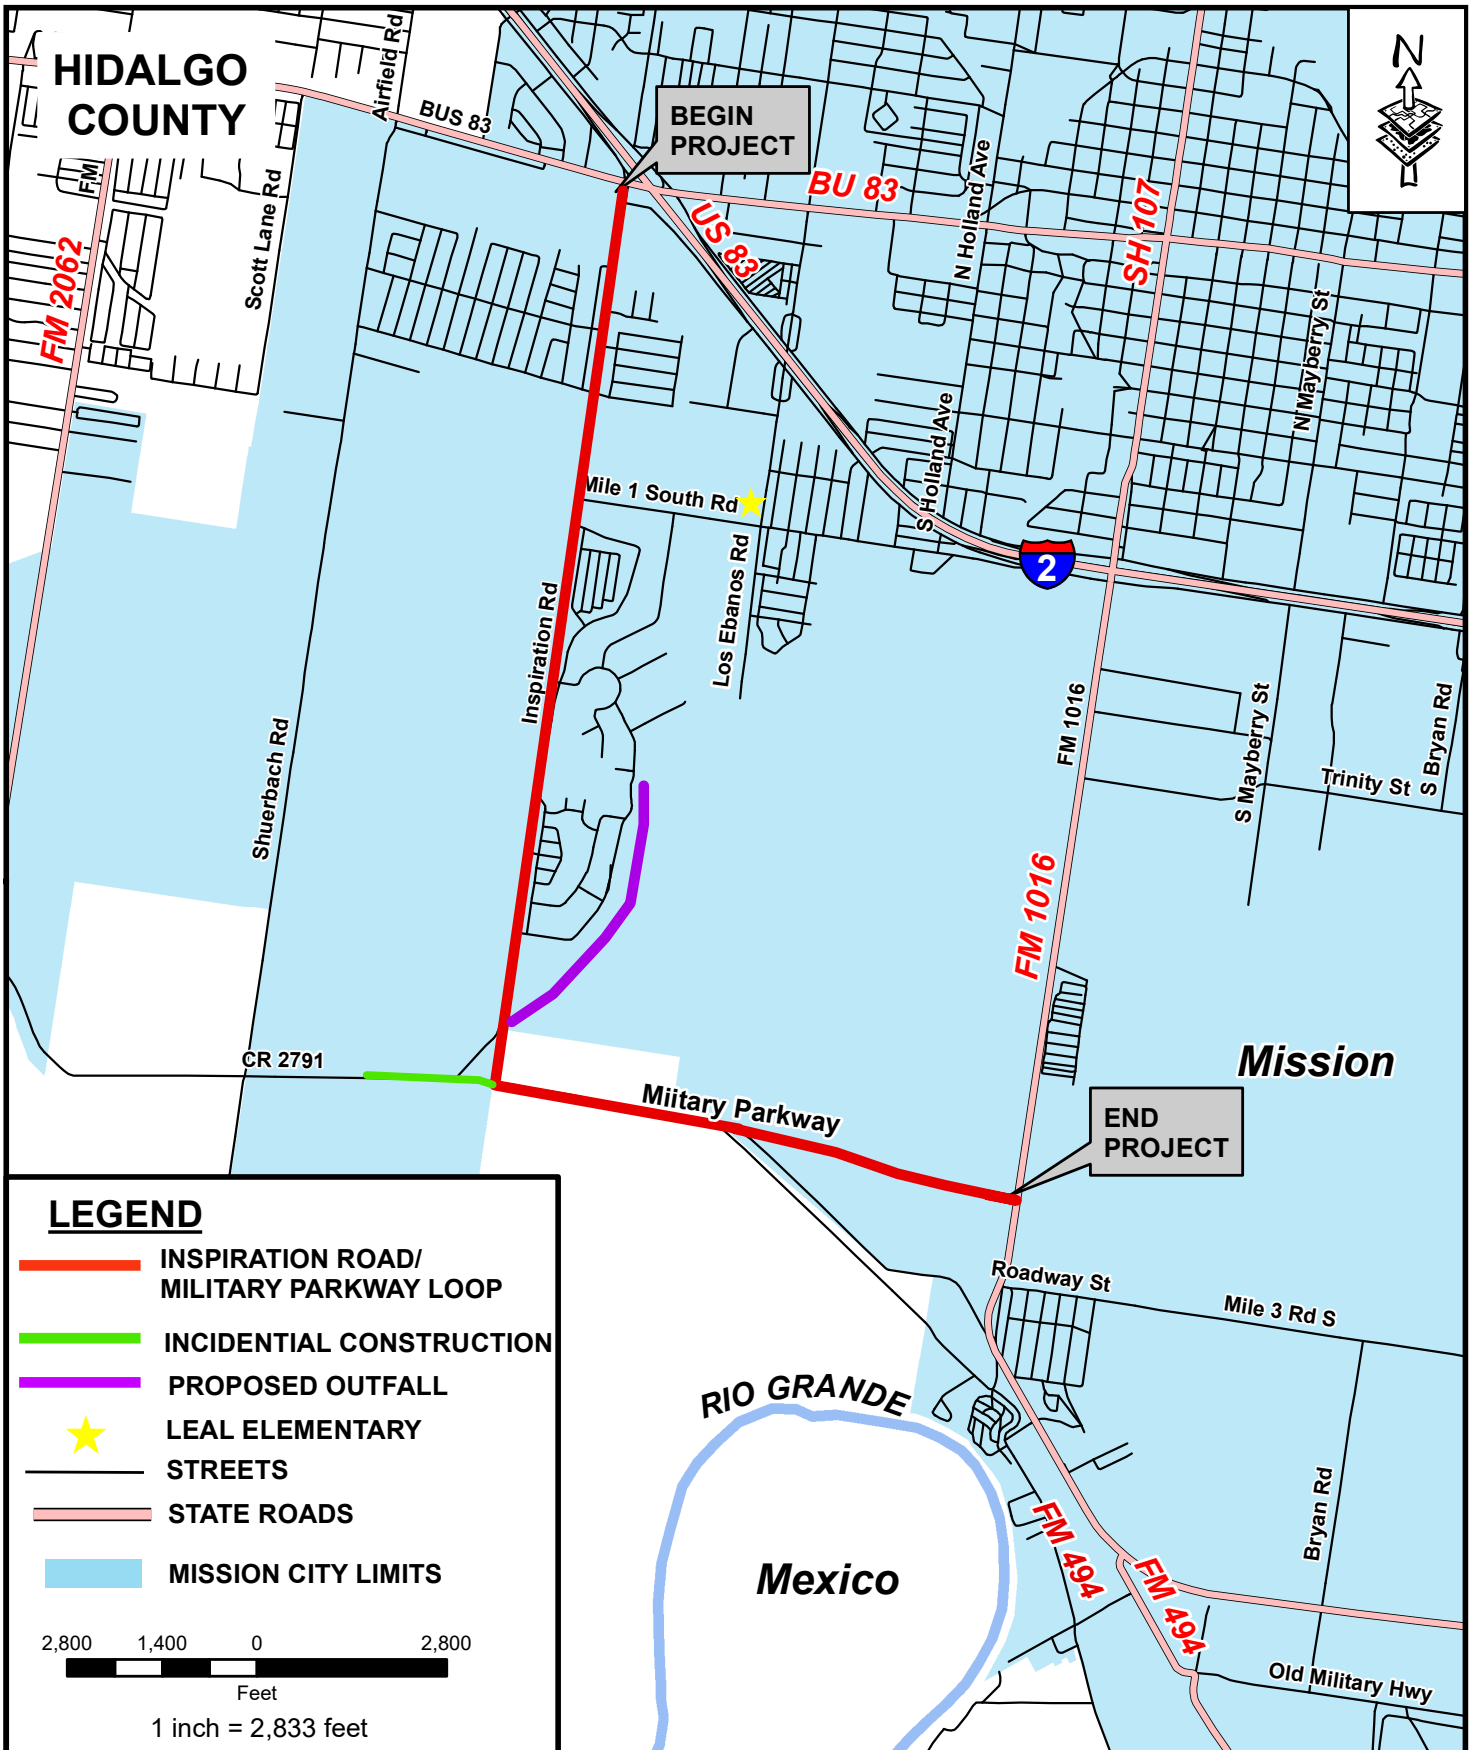 HIDALGO
COUNTY
N
Airfield Rd
BUS 83
BEGIN
PROJECT
BU 83
US 83
N Holland Ave
SH 107
FM
FM 2062
Scott Lane Rd
N Mayberry St
S Holland Ave
Mile 1 South Rd
2
Los Ebanos Rd
Inspiration Rd
Shuerbach Rd
FM 1016
S Mayberry St
Trinity St
S Bryan Rd
FM 1016
Mission
CR 2791
Miitary Parkway
END
PROJECT
Roadway St
Mile 3 Rd S
RIO GRANDE
Mexico
FM 494
FM 494
Bryan Rd
Old Military Hwy
LEGEND
INSPIRATION ROAD/
MILITARY PARKWAY LOOP
INCIDENTIAL CONSTRUCTION
PROPOSED OUTFALL
LEAL ELEMENTARY
STREETS
STATE ROADS
MISSION CITY LIMITS
2,800 1,400 0 2,800
Feet
1 inch = 2,833 feet